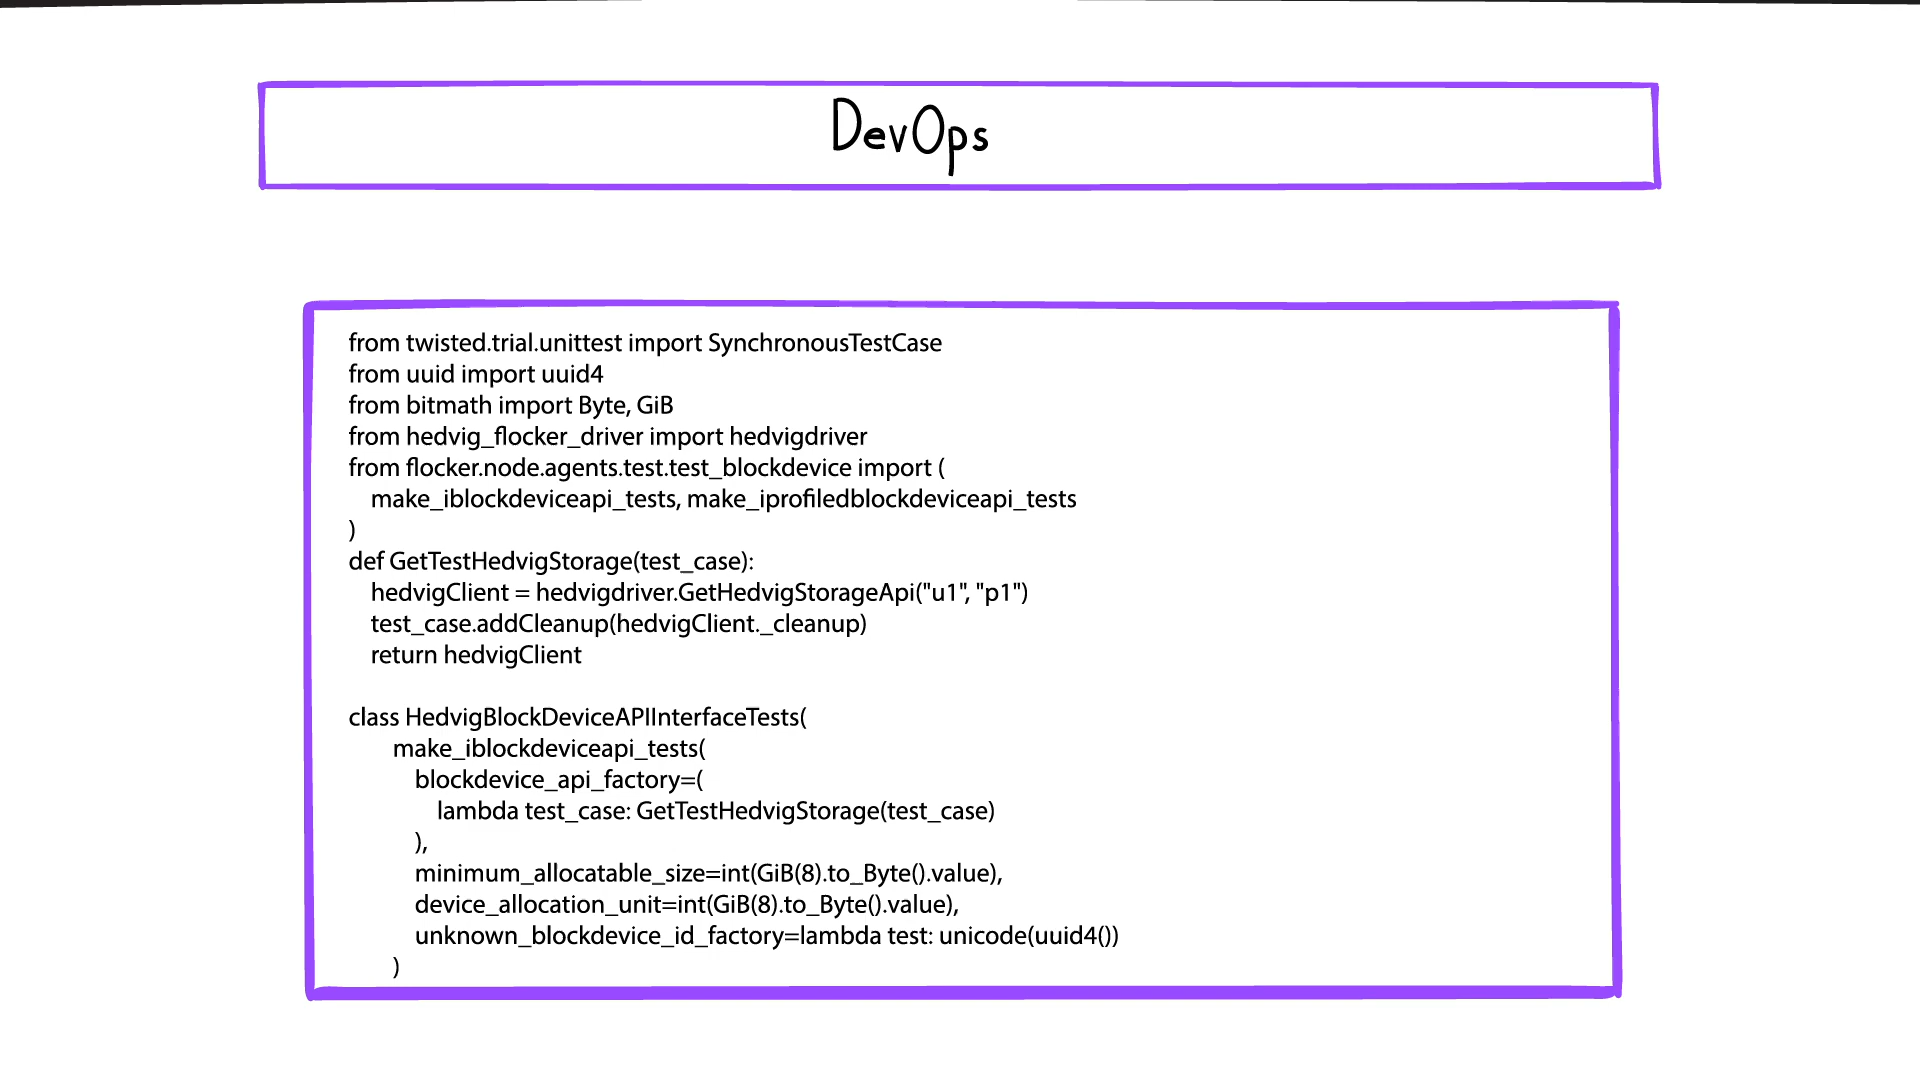 DevOps
from twisted.trial.unittest import SynchronousTestCase
from uuid import uuid4
from bitmath import Byte, GiB
from hedvig_flocker_driver import hedvigdriver
from flocker.node.agents.test.test_blockdevice import (
make_iblockdeviceapi_tests, make_iprofiledblockdeviceapi_tests
)
def GetTestHedvigStorage(test_case):
hedvigClient = hedvigdriver.GetHedvigStorageApi("u1", "p1")
test_case.addCleanup(hedvigClient._cleanup)
return hedvigClient
class HedvigBlockDeviceAPIInterfaceTests(
make_iblockdeviceapi_tests(
blockdevice_api_factory=(
lambda test_case: GetTestHedvigStorage(test_case)
),
minimum_allocatable_size=int(GiB(8).to_Byte().value),
device_allocation_unit=int(GiB(8).to_Byte().value),
unknown_blockdevice_id_factory=lambda test: unicode(uuid4())
)